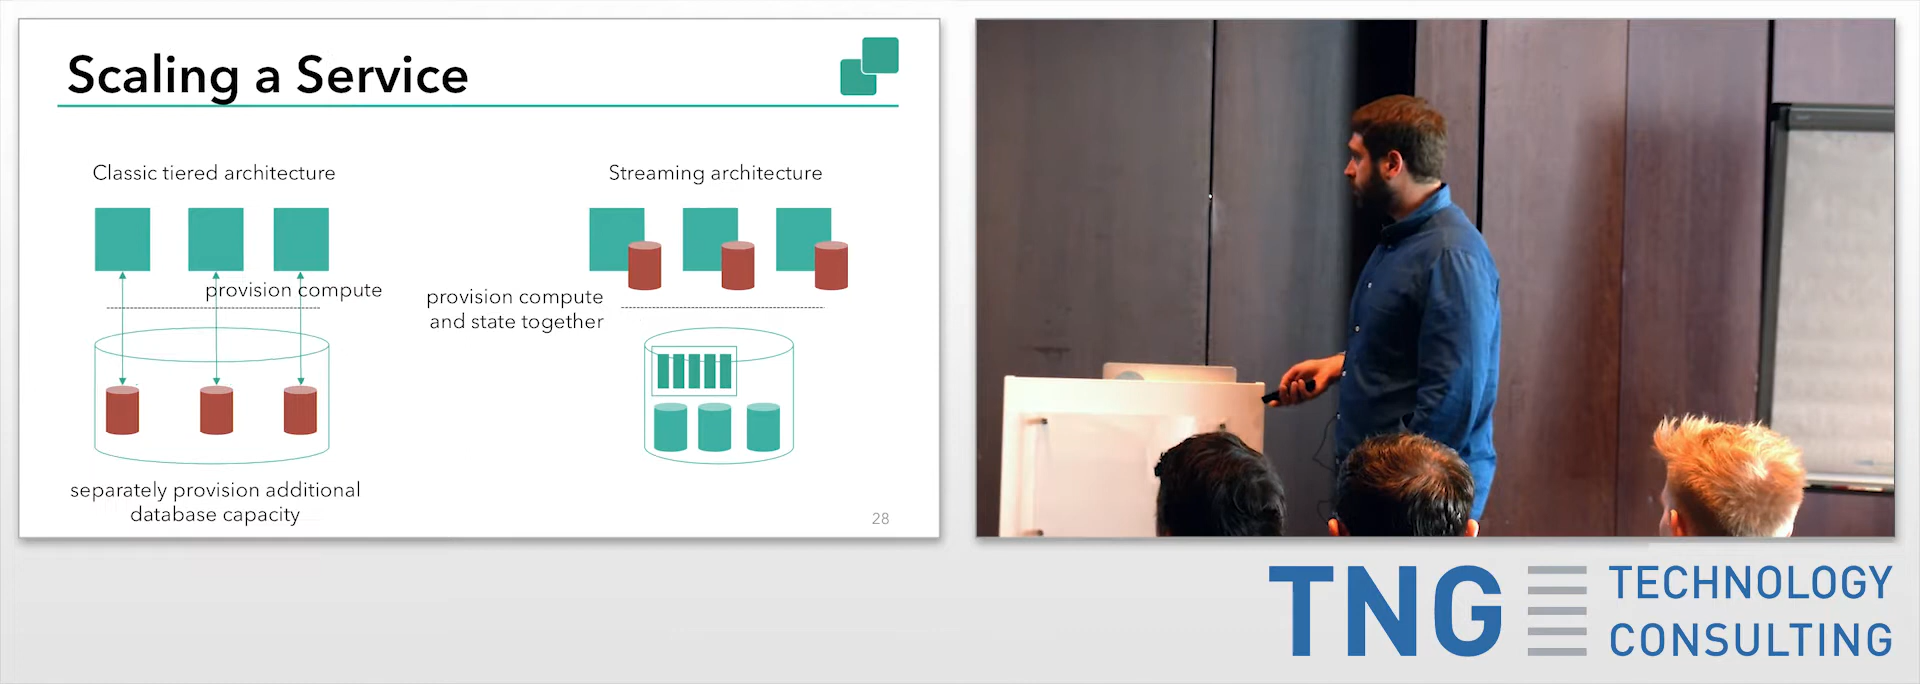 Scaling a Service
Classic tiered architecture
Streaming architecture
provision compute
provision compute
and state together
separately provision additional
database capacity
28
TNG TECHNOLOGY
CONSULTING